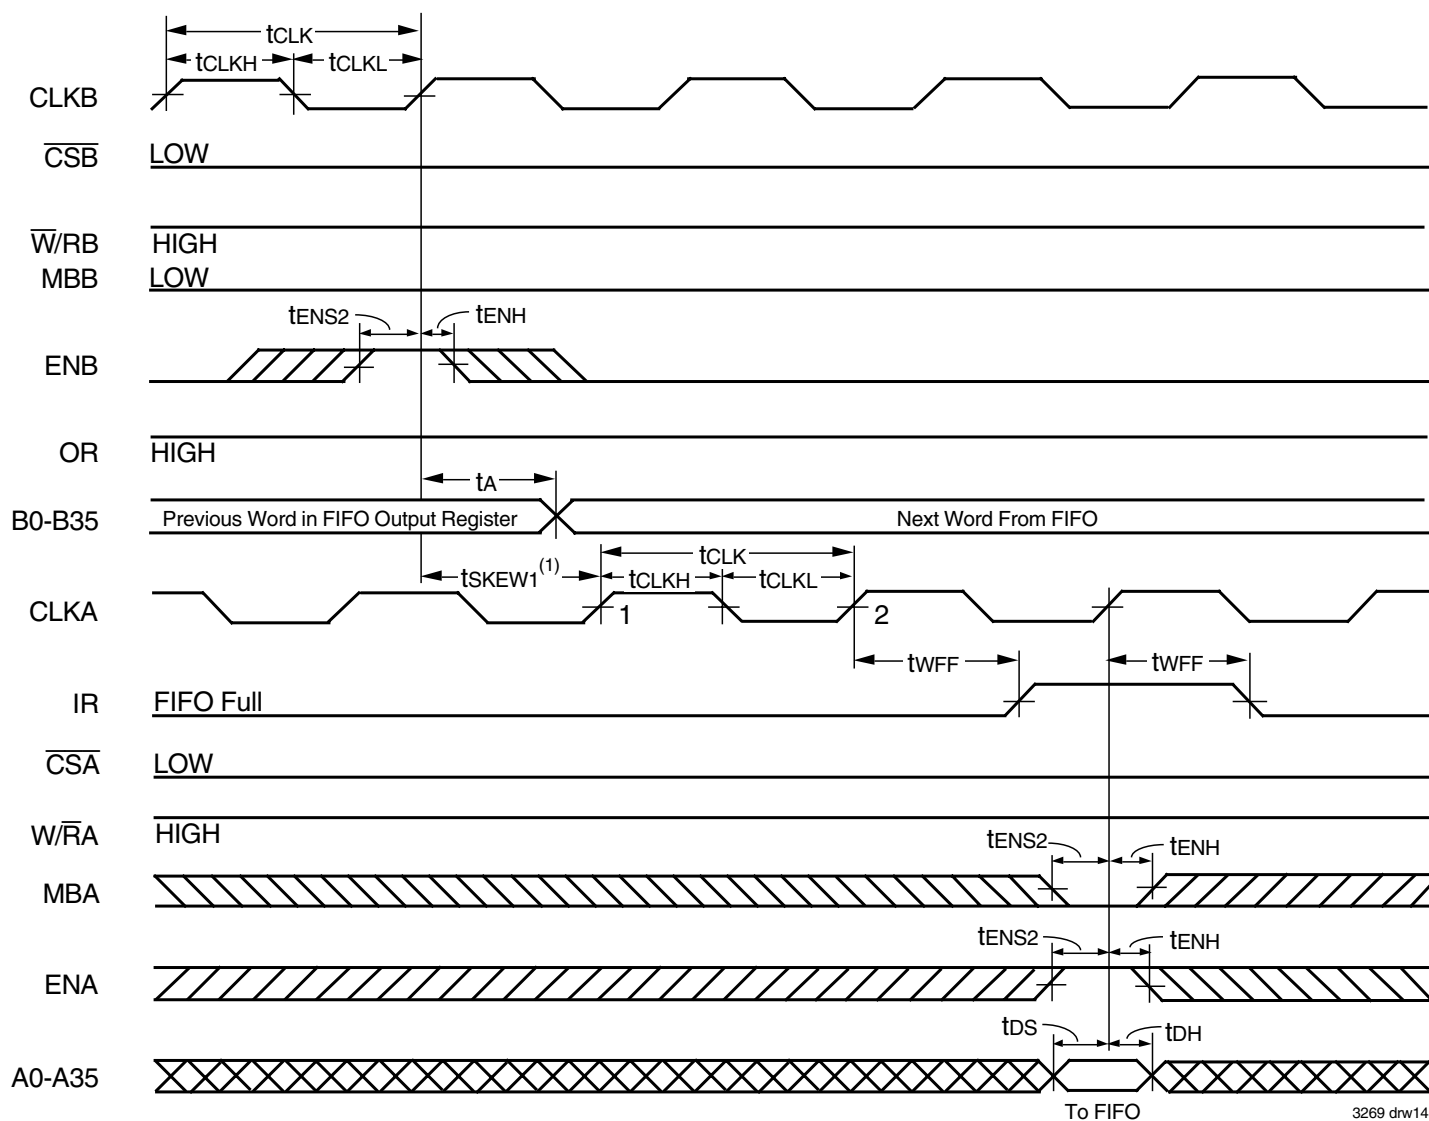 tCLK
tCLKH tCLKL
CLKB
CSB LOW
W/RB HIGH
MBB LOW
tENS2 tENH
ENB
OR HIGH
tA
B0-B35 Previous Word in FIFO Output Register Next Word From FIFO
tCLK
tSKEW1(1) tCLKH tCLKL
CLKA 1 2
tWFF tWFF
IR FIFO Full
CSA LOW
W/RA HIGH
tENS2 tENH
MBA
tENS2 tENH
ENA
tDS tDH
A0-A35
To FIFO
3269 drw14